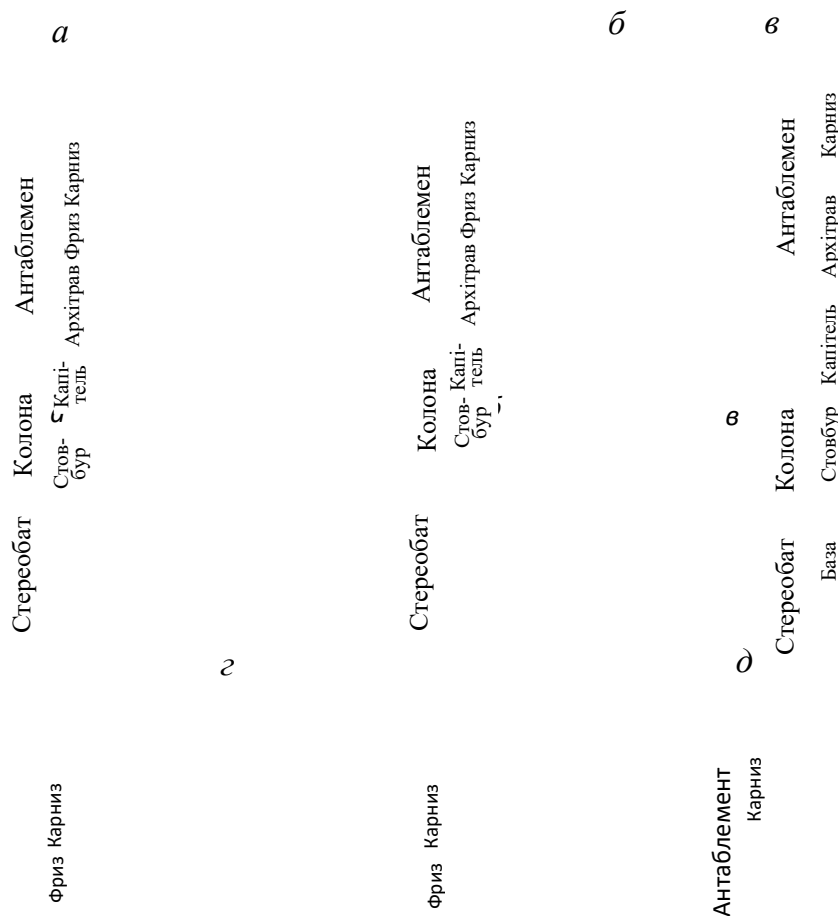 а
б
в
Антаблемен
Архітрав Фриз Карниз
Колона
Капі-
тель
Стов-
бур
Стереобат
Антаблемен
Архітрав Фриз Карниз
Колона
Капі-
тель
Стов-
бур
Стереобат
в
Антаблемен
Карниз
Архітрав
Капітель
Колона
Стовбур
Стереобат
База
г
д
Фриз Карниз
Фриз Карниз
Антаблемент
Карниз